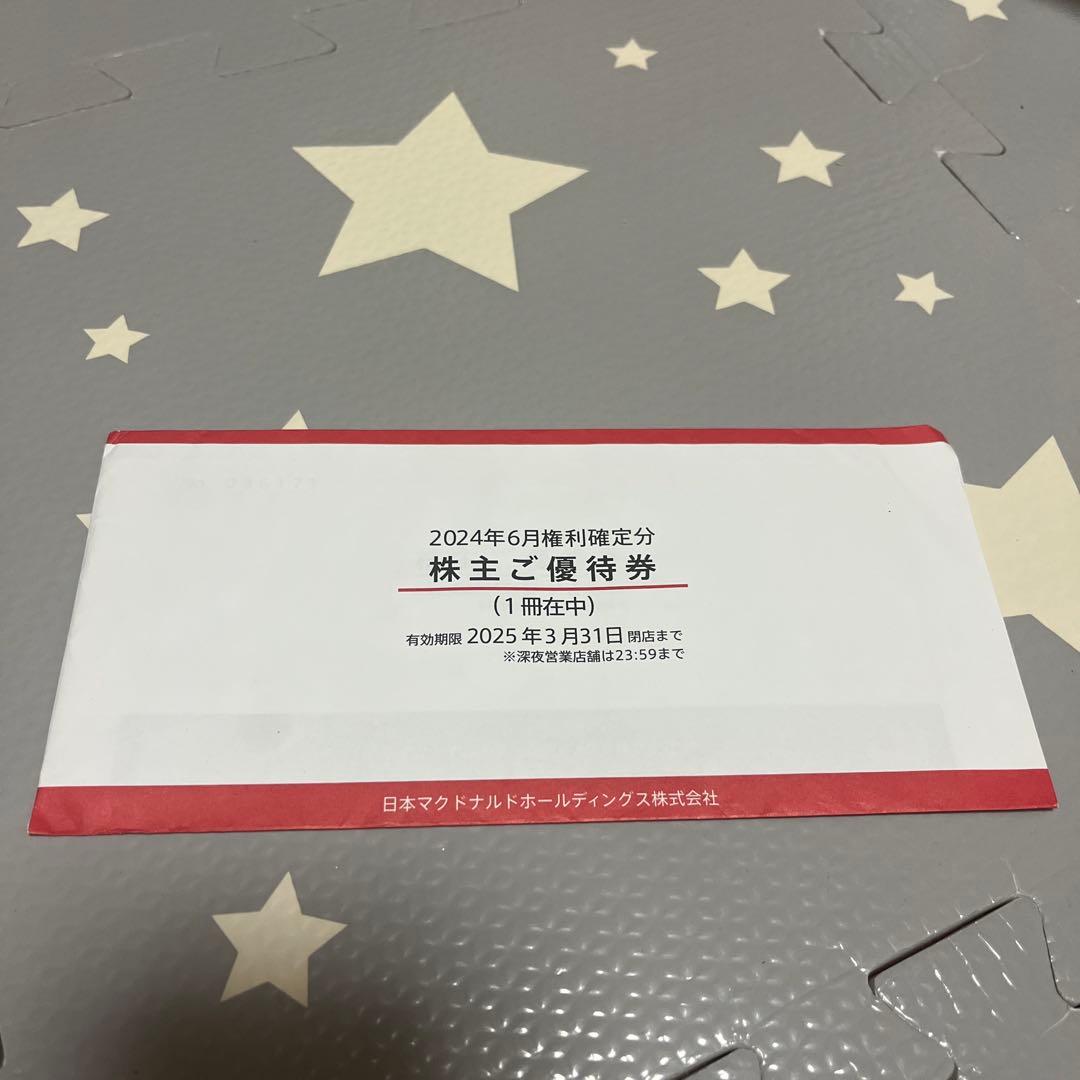 2024年6月権利確定分
株主ご優待券
（1冊在中）
有効期限 2025年3月31日 閉店まで
※深夜営業店舗は23:59まで
日本マクドナルドホールディングス株式会社